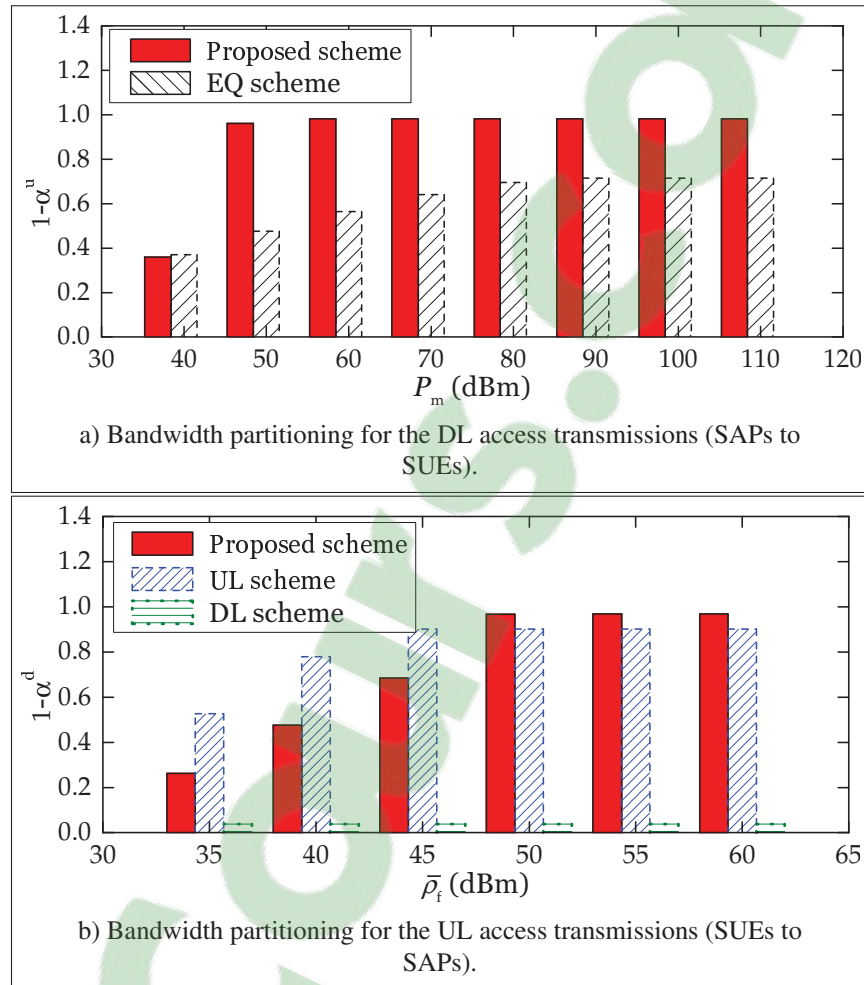 1.4
1.2
1.0
0.8
0.6
0.4
0.2
0.0
1-α^u
Proposed scheme
EQ scheme
30 40 50 60 70 80 90 100 110 120
P_m (dBm)
a) Bandwidth partitioning for the DL access transmissions (SAPs to
SUEs).
1.4
1.2
1.0
0.8
0.6
0.4
0.2
0.0
1-α^d
Proposed scheme
UL scheme
DL scheme
30 35 40 45 50 55 60 65
ρ̄_f (dBm)
b) Bandwidth partitioning for the UL access transmissions (SUEs to
SAPs).